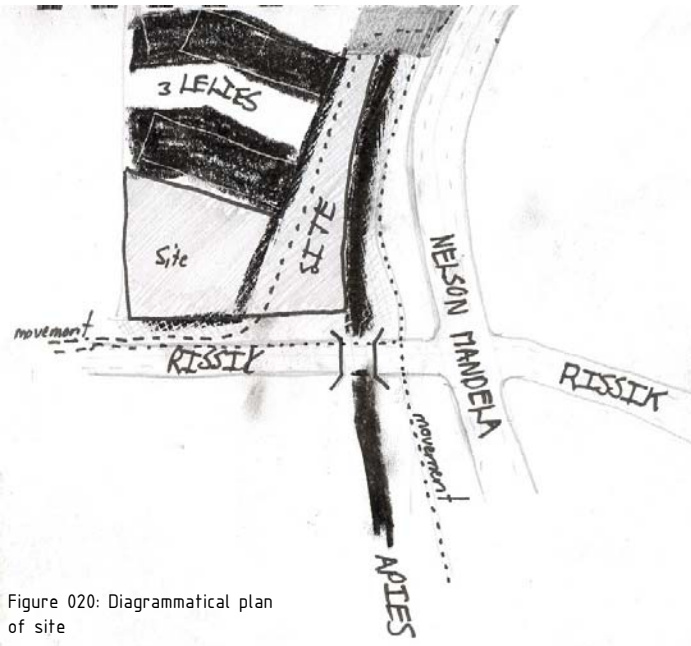 3 LELIES
SITE
Site
NELSON MANDELA
movement
RISSIK
RISSIK
movement
APIES
Figure 020: Diagrammatical plan
of site